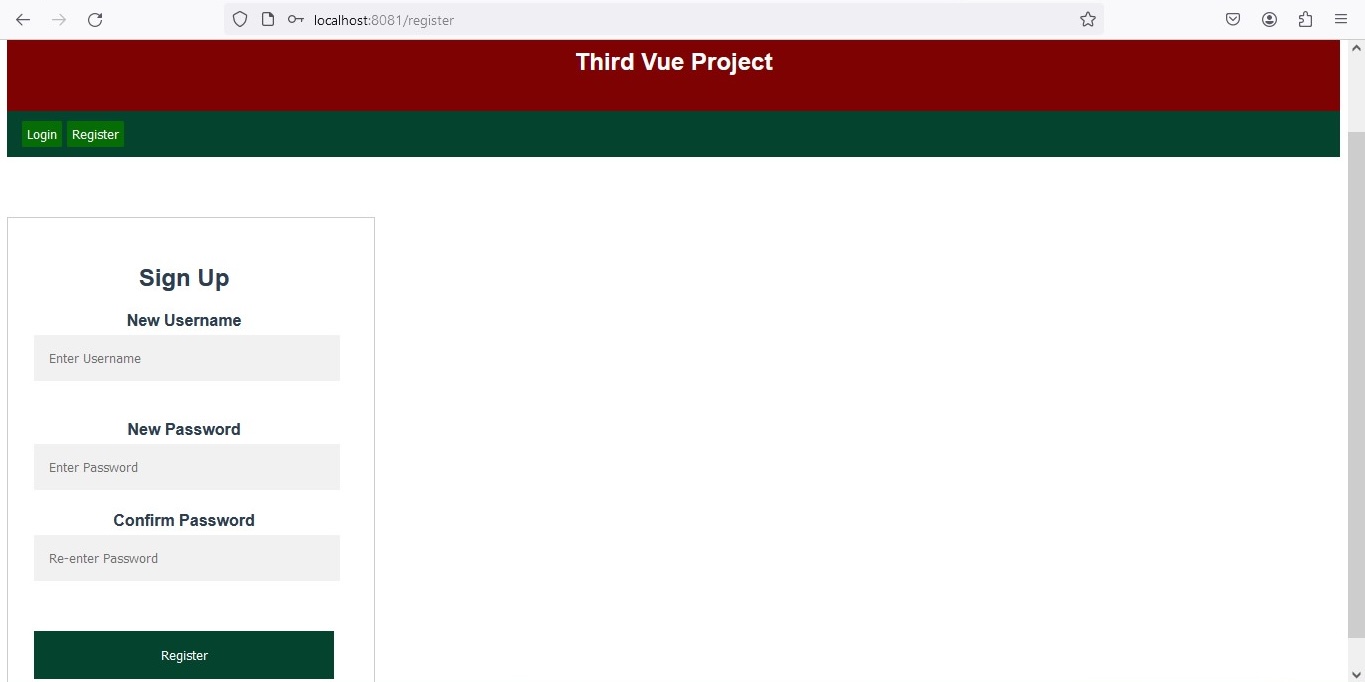 localhost:8081/register
Third Vue Project
Login Register
Sign Up
New Username
Enter Username
New Password
Enter Password
Confirm Password
Re-enter Password
Register